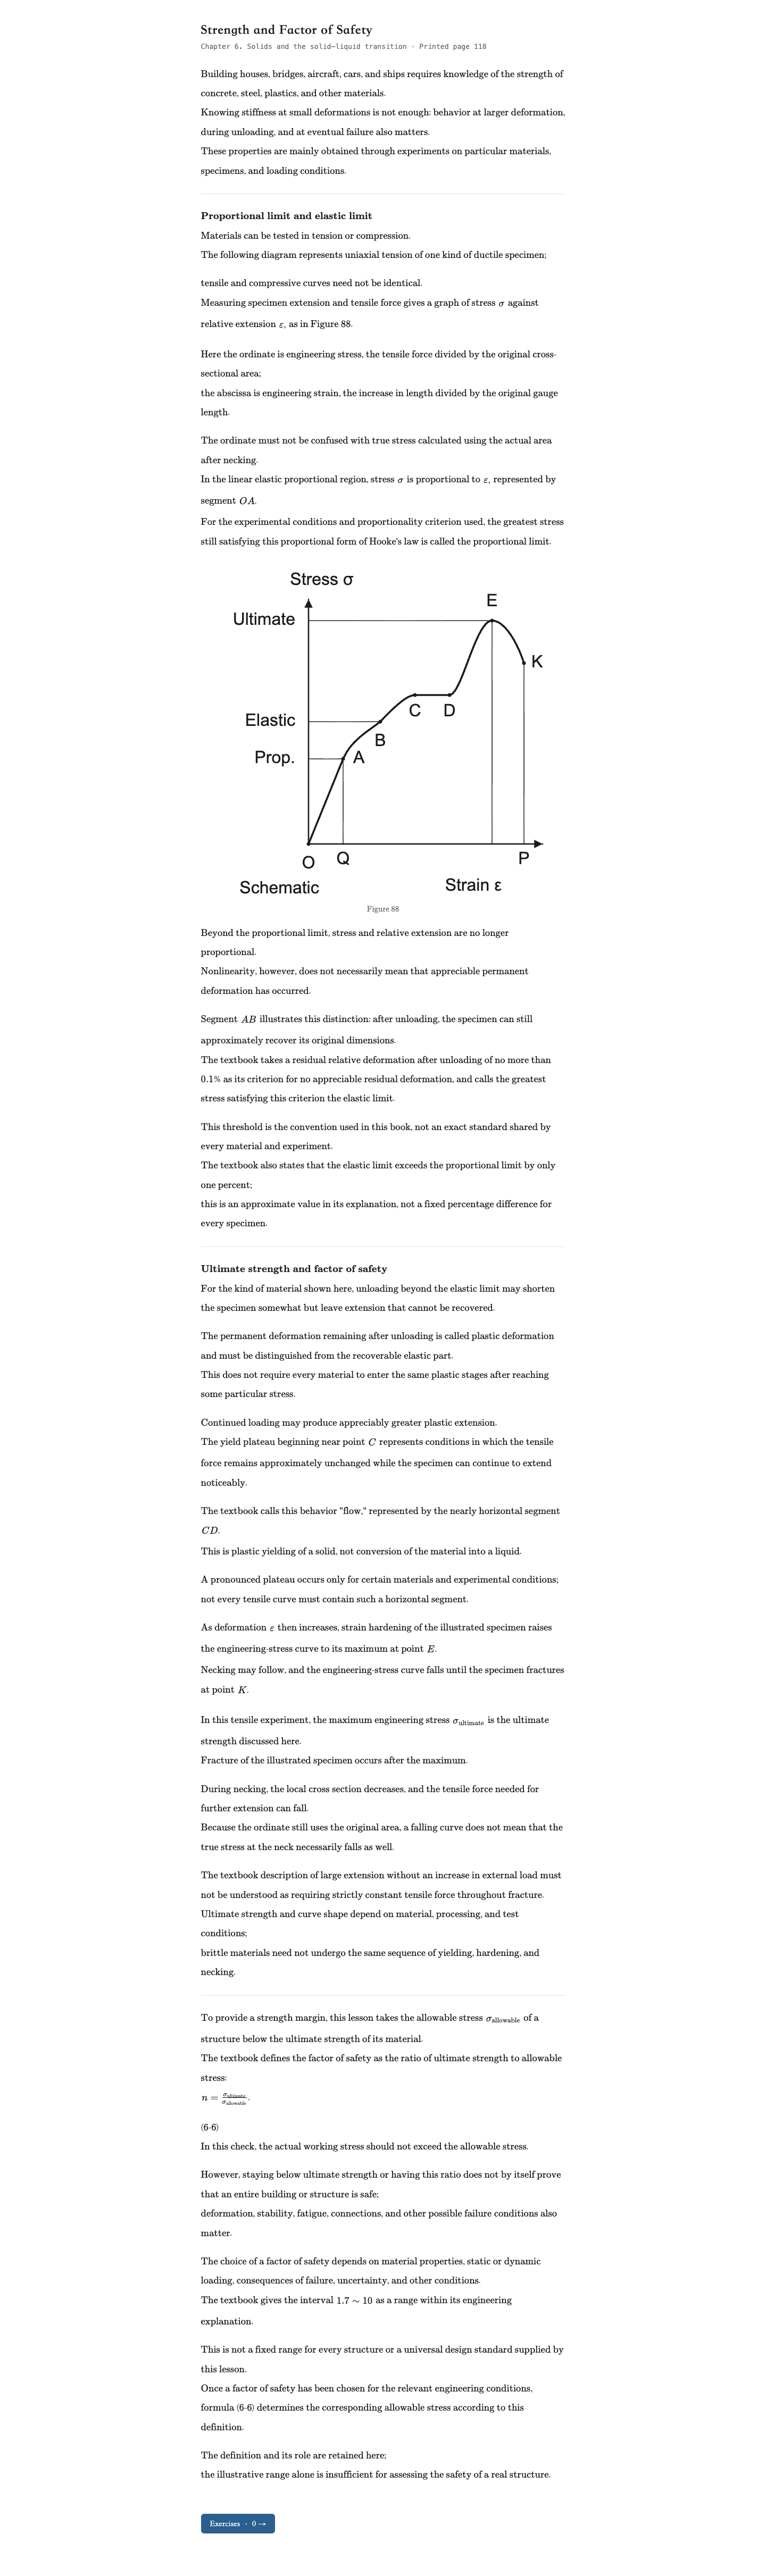 Strength and Factor of Safety
Chapter 6. Solids and the solid–liquid transition · Printed page 118
Building houses, bridges, aircraft, cars, and ships requires knowledge of the strength of
concrete, steel, plastics, and other materials.
Knowing stiffness at small deformations is not enough: behavior at larger deformation,
during unloading, and at eventual failure also matters.
These properties are mainly obtained through experiments on particular materials,
specimens, and loading conditions.
Proportional limit and elastic limit
Materials can be tested in tension or compression.
The following diagram represents uniaxial tension of one kind of ductile specimen;
tensile and compressive curves need not be identical.
Measuring specimen extension and tensile force gives a graph of stress σ against
relative extension ε, as in Figure 88.
Here the ordinate is engineering stress, the tensile force divided by the original cross-
sectional area;
the abscissa is engineering strain, the increase in length divided by the original gauge
length.
The ordinate must not be confused with true stress calculated using the actual area
after necking.
In the linear elastic proportional region, stress σ is proportional to ε, represented by
segment OA.
For the experimental conditions and proportionality criterion used, the greatest stress
still satisfying this proportional form of Hooke's law is called the proportional limit.
Stress σ
E
Ultimate
K
C D
Elastic
B
Prop. A
O Q P
Schematic Strain ε
Figure 88
Beyond the proportional limit, stress and relative extension are no longer
proportional.
Nonlinearity, however, does not necessarily mean that appreciable permanent
deformation has occurred.
Segment AB illustrates this distinction: after unloading, the specimen can still
approximately recover its original dimensions.
The textbook takes a residual relative deformation after unloading of no more than
0.1% as its criterion for no appreciable residual deformation, and calls the greatest
stress satisfying this criterion the elastic limit.
This threshold is the convention used in this book, not an exact standard shared by
every material and experiment.
The textbook also states that the elastic limit exceeds the proportional limit by only
one percent;
this is an approximate value in its explanation, not a fixed percentage difference for
every specimen.
Ultimate strength and factor of safety
For the kind of material shown here, unloading beyond the elastic limit may shorten
the specimen somewhat but leave extension that cannot be recovered.
The permanent deformation remaining after unloading is called plastic deformation
and must be distinguished from the recoverable elastic part.
This does not require every material to enter the same plastic stages after reaching
some particular stress.
Continued loading may produce appreciably greater plastic extension.
The yield plateau beginning near point C represents conditions in which the tensile
force remains approximately unchanged while the specimen can continue to extend
noticeably.
The textbook calls this behavior "flow," represented by the nearly horizontal segment
CD.
This is plastic yielding of a solid, not conversion of the material into a liquid.
A pronounced plateau occurs only for certain materials and experimental conditions;
not every tensile curve must contain such a horizontal segment.
As deformation ε then increases, strain hardening of the illustrated specimen raises
the engineering-stress curve to its maximum at point E.
Necking may follow, and the engineering-stress curve falls until the specimen fractures
at point K.
In this tensile experiment, the maximum engineering stress σ_ultimate is the ultimate
strength discussed here.
Fracture of the illustrated specimen occurs after the maximum.
During necking, the local cross section decreases, and the tensile force needed for
further extension can fall.
Because the ordinate still uses the original area, a falling curve does not mean that the
true stress at the neck necessarily falls as well.
The textbook description of large extension without an increase in external load must
not be understood as requiring strictly constant tensile force throughout fracture.
Ultimate strength and curve shape depend on material, processing, and test
conditions;
brittle materials need not undergo the same sequence of yielding, hardening, and
necking.
To provide a strength margin, this lesson takes the allowable stress σ_allowable of a
structure below the ultimate strength of its material.
The textbook defines the factor of safety as the ratio of ultimate strength to allowable
stress:
n = σ_ultimate / σ_allowable.
(6-6)
In this check, the actual working stress should not exceed the allowable stress.
However, staying below ultimate strength or having this ratio does not by itself prove
that an entire building or structure is safe;
deformation, stability, fatigue, connections, and other possible failure conditions also
matter.
The choice of a factor of safety depends on material properties, static or dynamic
loading, consequences of failure, uncertainty, and other conditions.
The textbook gives the interval 1.7 ∼ 10 as a range within its engineering
explanation.
This is not a fixed range for every structure or a universal design standard supplied by
this lesson.
Once a factor of safety has been chosen for the relevant engineering conditions,
formula (6-6) determines the corresponding allowable stress according to this
definition.
The definition and its role are retained here;
the illustrative range alone is insufficient for assessing the safety of a real structure.
Exercises · 0 →